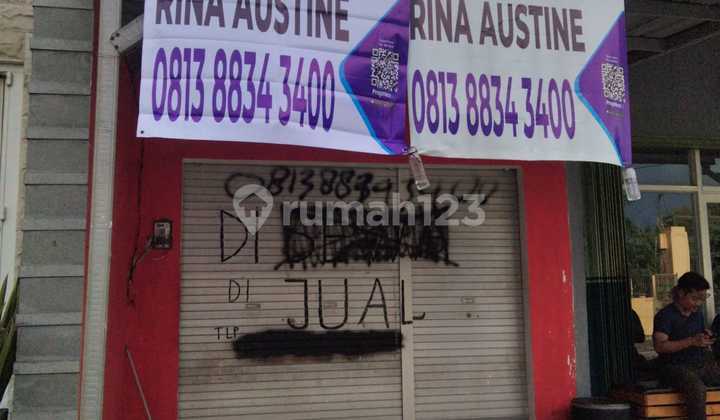 RINA AUSTINE
0813 8834 3400
RINA AUSTINE
0813 8834 3400
rumah123
DI
DI JUAL
TLP